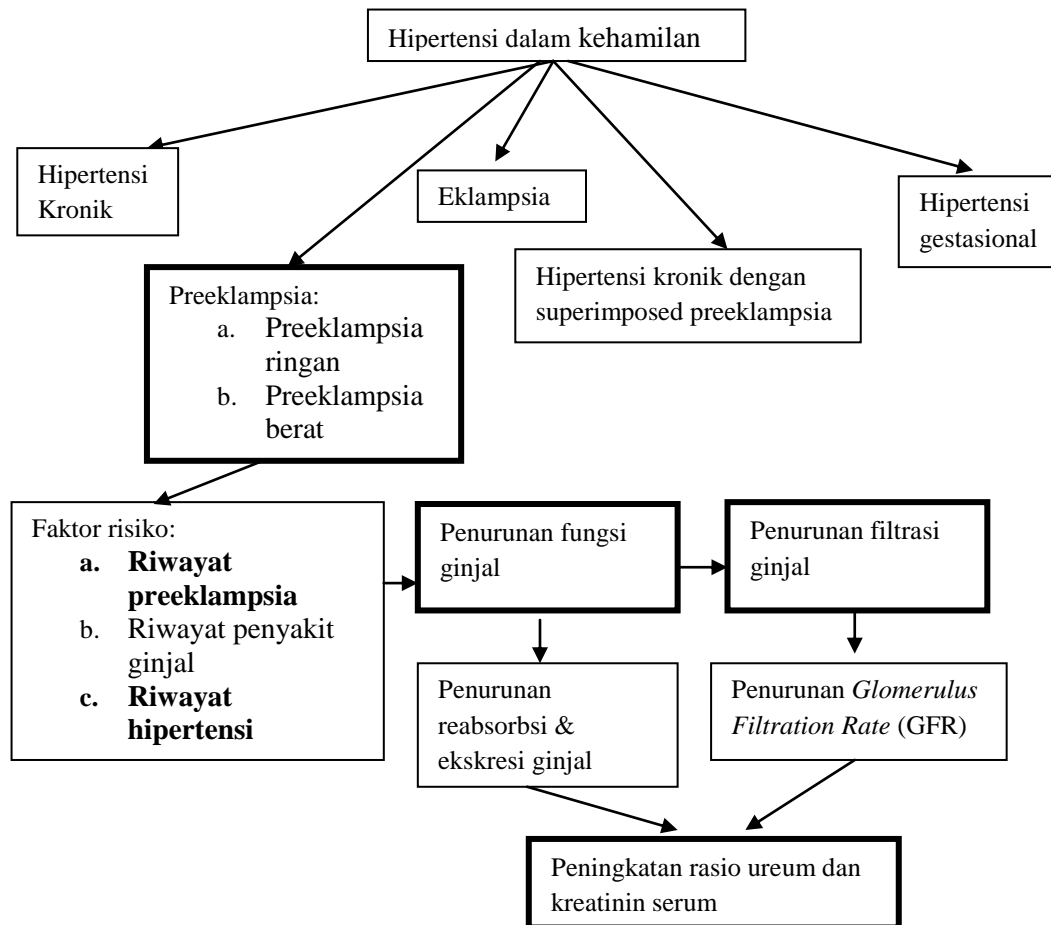 Hipertensi dalam kehamilan
Hipertensi
Kronik
Eklampsia
Hipertensi
gestasional
Preeklampsia:
a. Preeklampsia
ringan
b. Preeklampsia
berat
Hipertensi kronik dengan
superimposed preeklampsia
Faktor risiko:
a. Riwayat
preeklampsia
b. Riwayat penyakit
ginjal
c. Riwayat
hipertensi
Penurunan fungsi
ginjal
Penurunan filtrasi
ginjal
Penurunan
reabsorbsi &
ekskresi ginjal
Penurunan Glomerulus
Filtration Rate (GFR)
Peningkatan rasio ureum dan
kreatinin serum